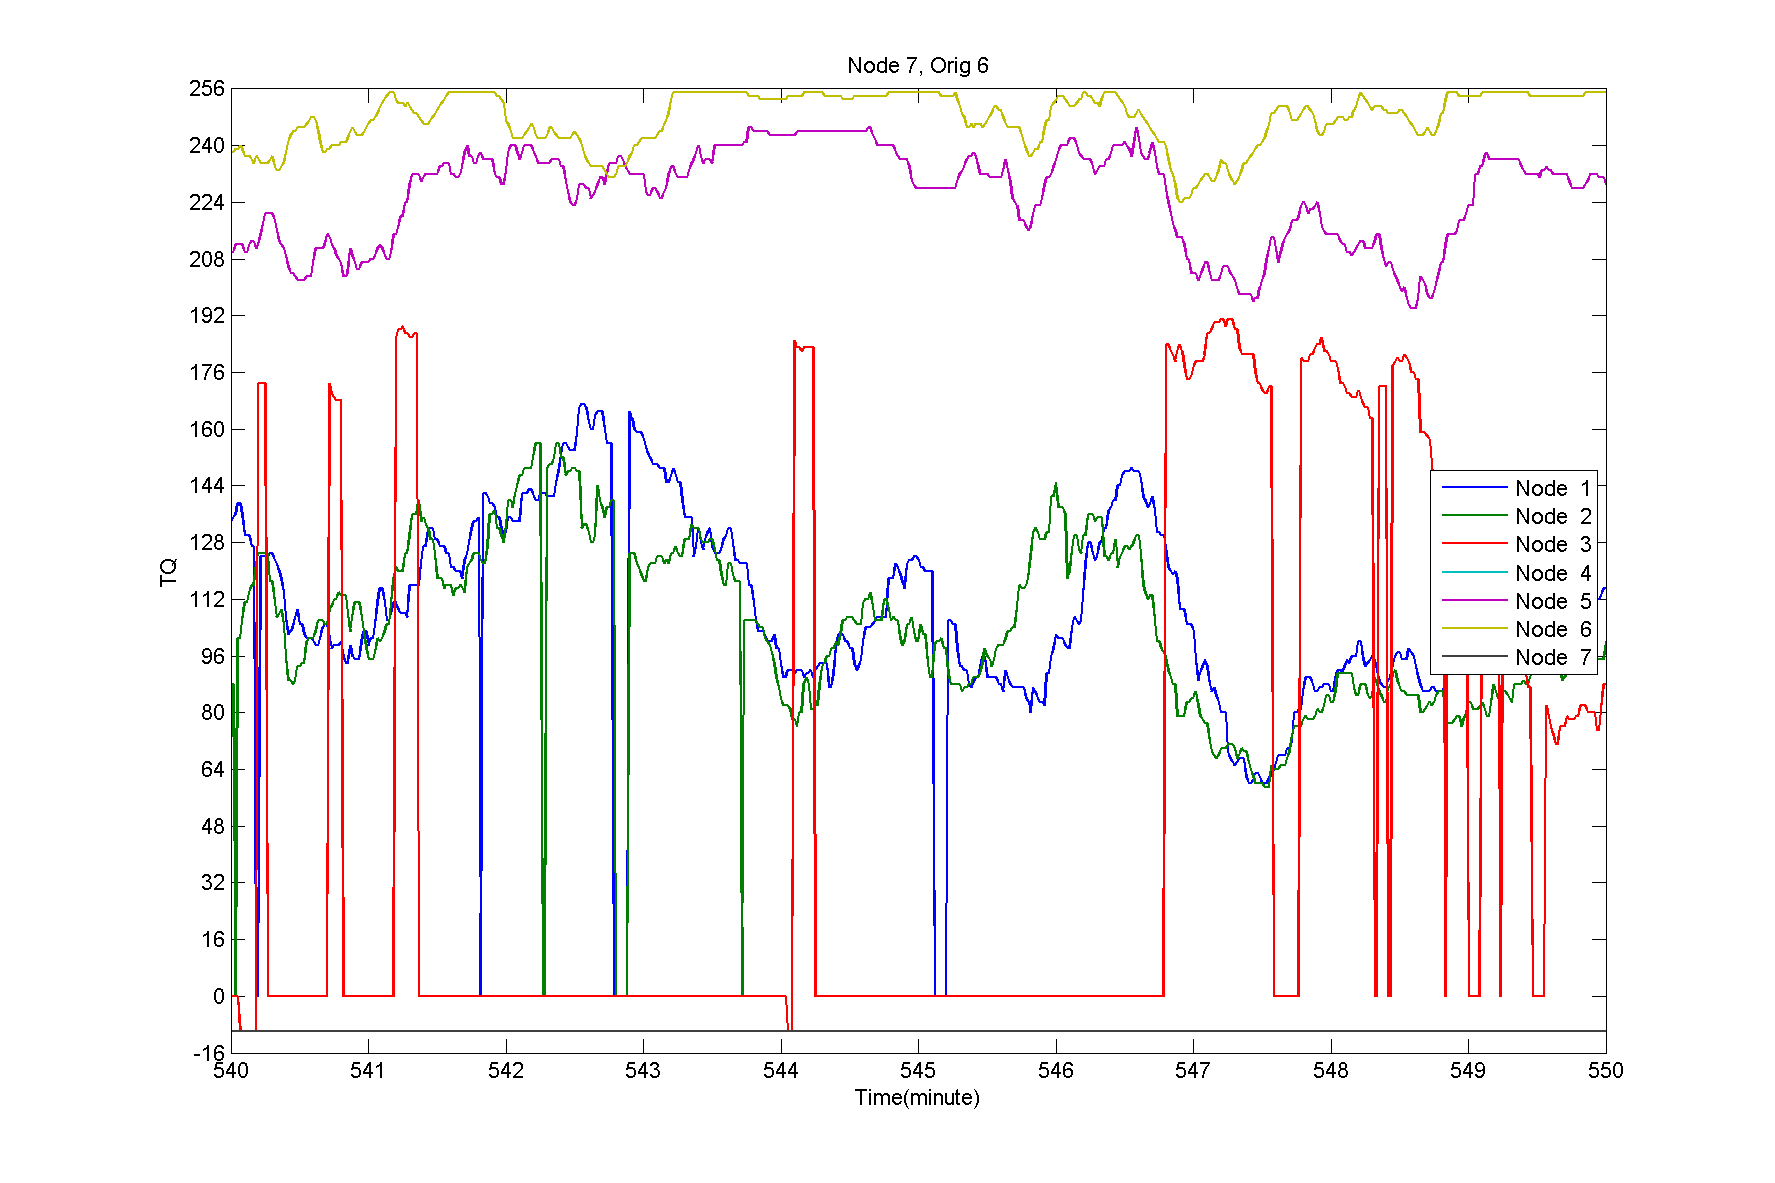 Node 7, Orig 6
256
240
224
208
192
176
160
144
128
112
96
80
64
48
32
16
0
-16
TQ
Node 1
Node 2
Node 3
Node 4
Node 5
Node 6
Node 7
540 541 542 543 544 545 546 547 548 549 550
Time(minute)